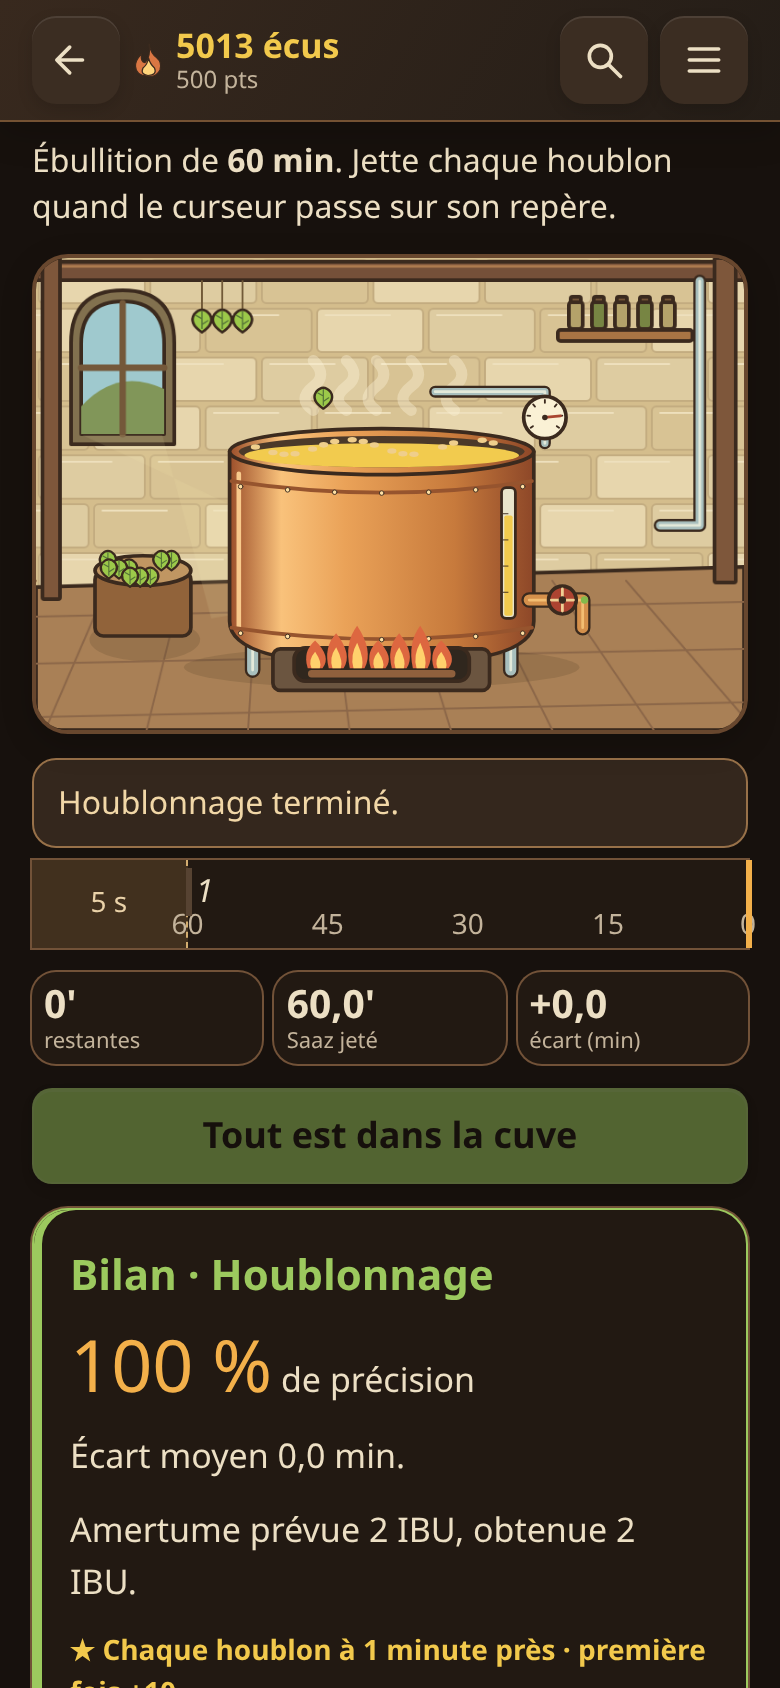 5013 écus
500 pts
Ébullition de 60 min. Jette chaque houblon
quand le curseur passe sur son repère.
Houblonnage terminé.
5 s
1
60 45 30 15 0
0' 60,0' +0,0
restantes Saaz jeté écart (min)
Tout est dans la cuve
Bilan · Houblonnage
100 % de précision
Écart moyen 0,0 min.
Amertume prévue 2 IBU, obtenue 2
IBU.
★ Chaque houblon à 1 minute près · première
fois +10